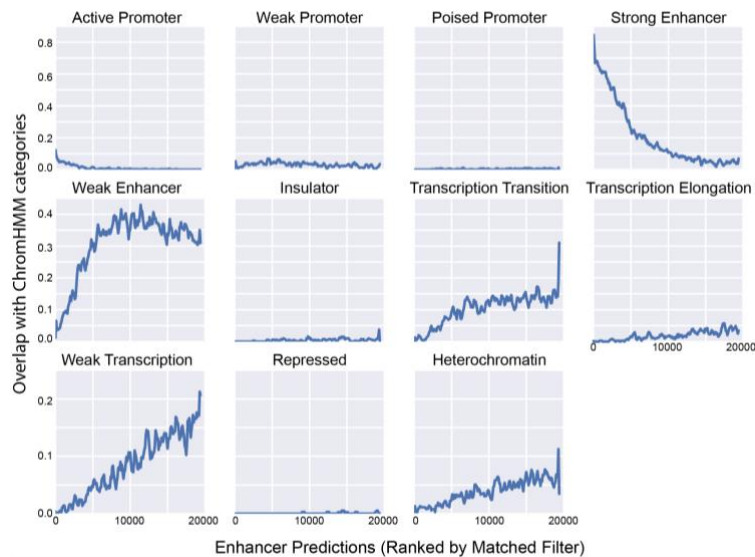 Active Promoter
Weak Promoter
Poised Promoter
Strong Enhancer
0.8
0.6
0.4
0.2
0.0
Weak Enhancer
Insulator
Transcription Transition
Transcription Elongation
0.4
0.3
0.2
0.1
0.0
0 10000 20000
Weak Transcription
Repressed
Heterochromatin
0.2
0.1
0.0
0 10000 20000
0 10000 20000
0 10000 20000
Overlap with ChromHMM categories
Enhancer Predictions (Ranked by Matched Filter)